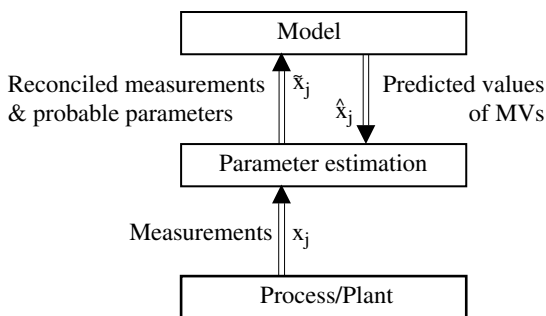 Model
Reconciled measurements
& probable parameters
x̃j
x̂j
Predicted values
of MVs
Parameter estimation
Measurements xj
Process/Plant